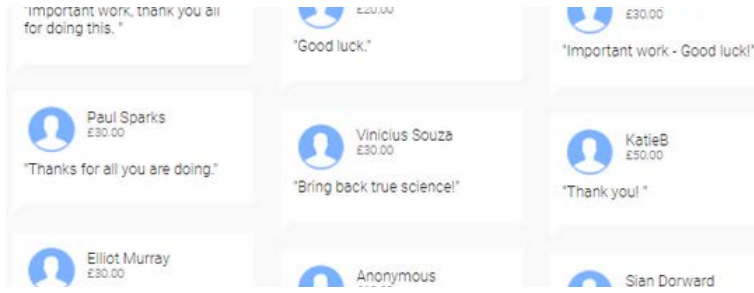 "Important work, thank you all
for doing this. "
Paul Sparks
£30.00
"Thanks for all you are doing."
Elliot Murray
£30.00
£20.00
"Good luck."
Vinicius Souza
£30.00
"Bring back true science!"
Anonymous
£30.00
"Important work - Good luck!"
KatieB
£50.00
"Thank you! "
Sian Dorward